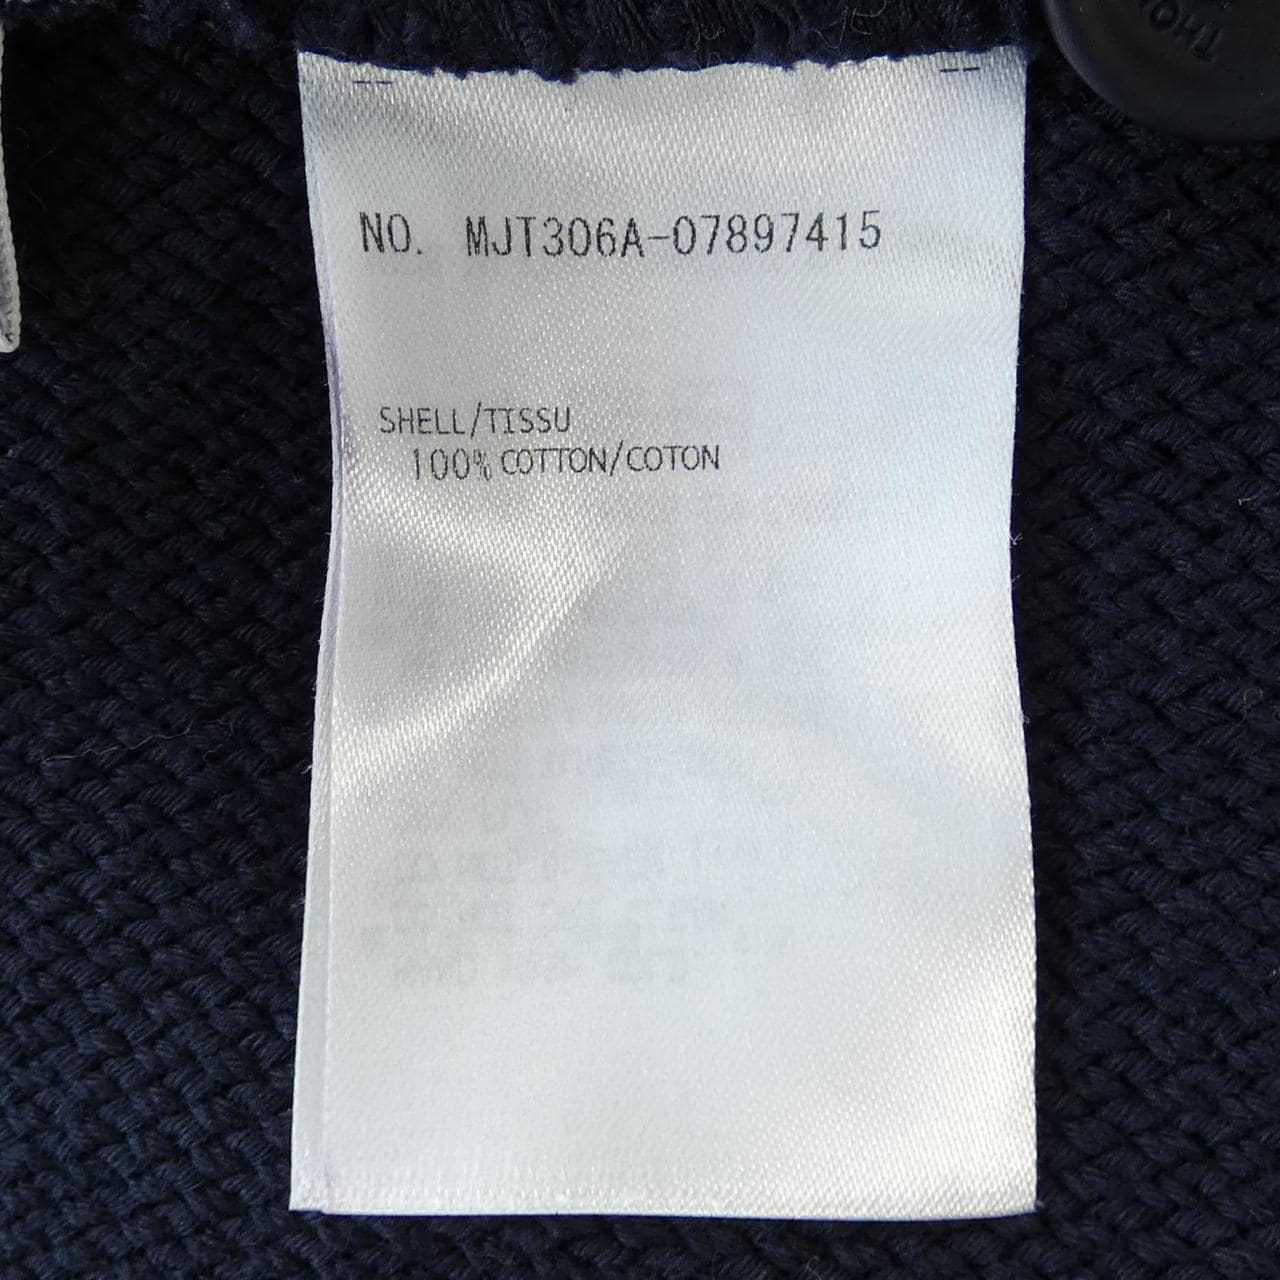 NO. MJT306A-07897415
SHELL/TISSU
100% COTTON/COTON